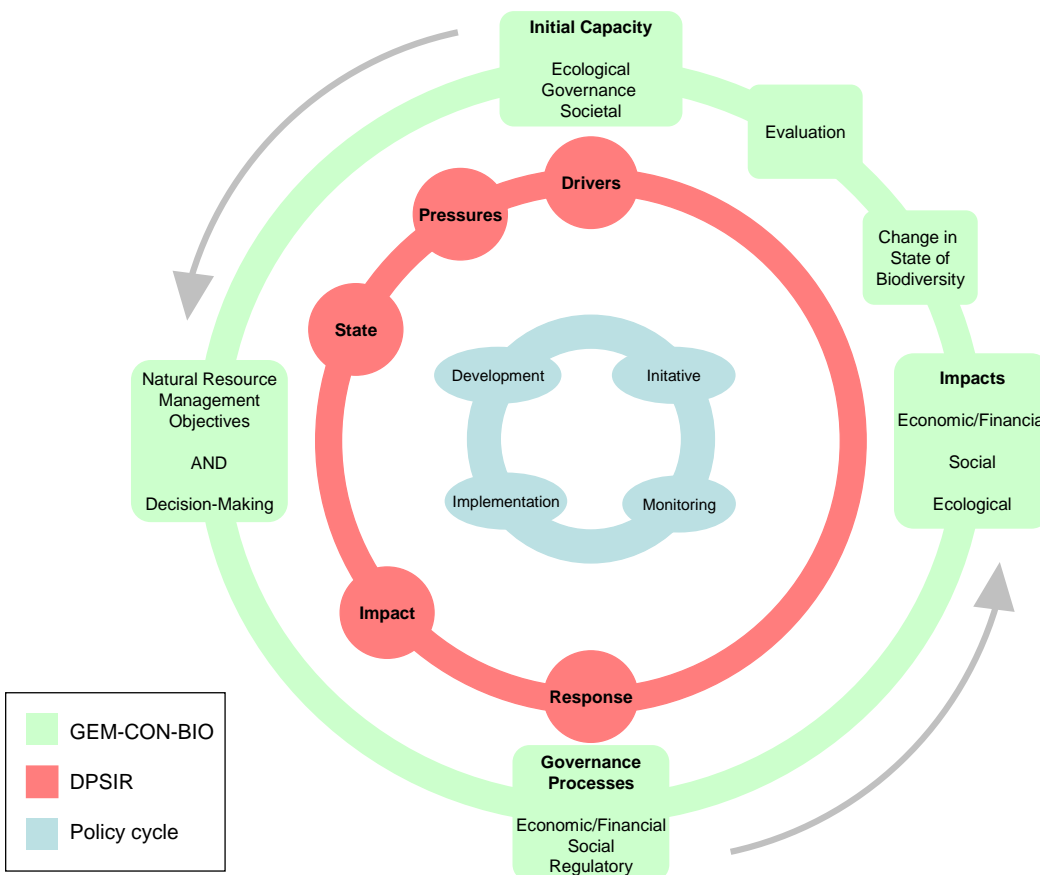 Initial Capacity
Ecological
Governance
Societal
Evaluation
Drivers
Pressures
Change in
State of
Biodiversity
State
Development
Initative
Natural Resource
Management
Objectives
AND
Decision-Making
Impacts
Economic/Financial
Social
Ecological
Implementation
Monitoring
Impact
Response
Governance
Processes
Economic/Financial
Social
Regulatory
GEM-CON-BIO
DPSIR
Policy cycle